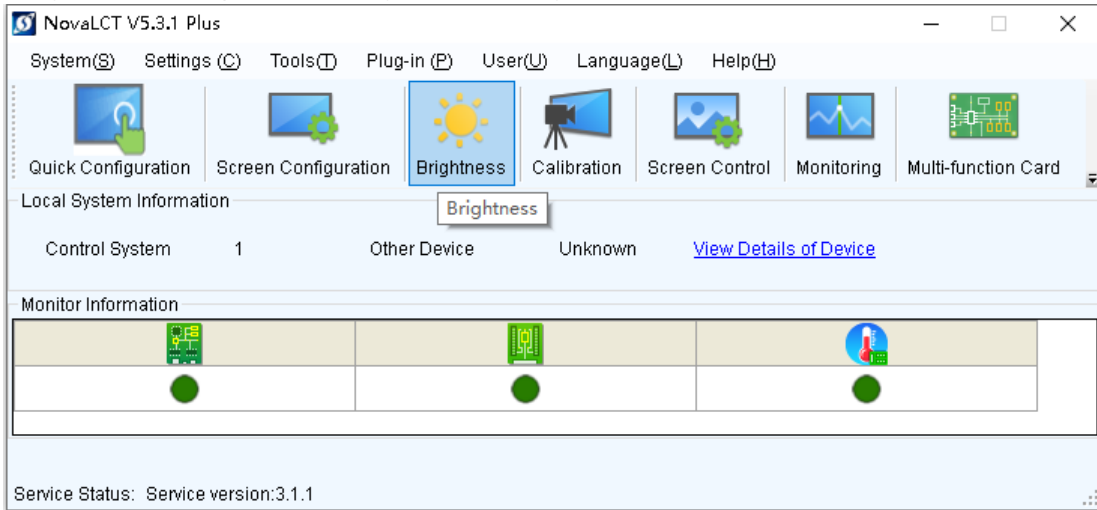 NovaLCT V5.3.1 Plus
System(S) Settings (C) Tools(T) Plug-in (P) User(U) Language(L) Help(H)
Quick Configuration Screen Configuration Brightness Calibration Screen Control Monitoring Multi-function Card
Local System Information
Brightness
Control System 1 Other Device Unknown View Details of Device
Monitor Information
Service Status: Service version:3.1.1